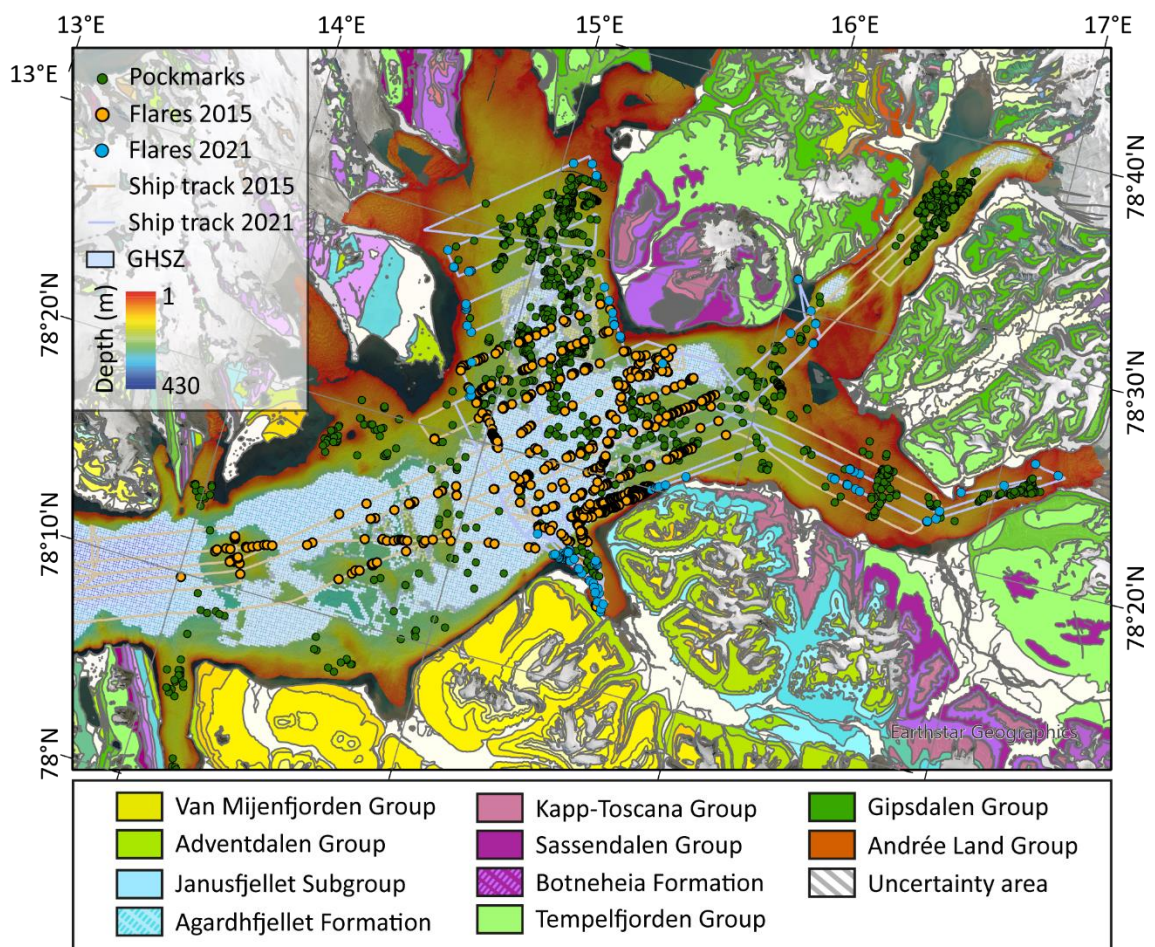 13°E
14°E
15°E
16°E
17°E
13°E
Pockmarks
Flares 2015
Flares 2021
Ship track 2015
Ship track 2021
GHSZ
Depth (m)
1
430
78°20'N
78°10'N
78°N
78°40'N
78°30'N
78°20'N
Earthstar Geographics
Van Mijenfjorden Group
Adventdalen Group
Janusfjellet Subgroup
Agardhfjellet Formation
Kapp-Toscana Group
Sassendalen Group
Botneheia Formation
Tempelfjorden Group
Gipsdalen Group
Andrée Land Group
Uncertainty area